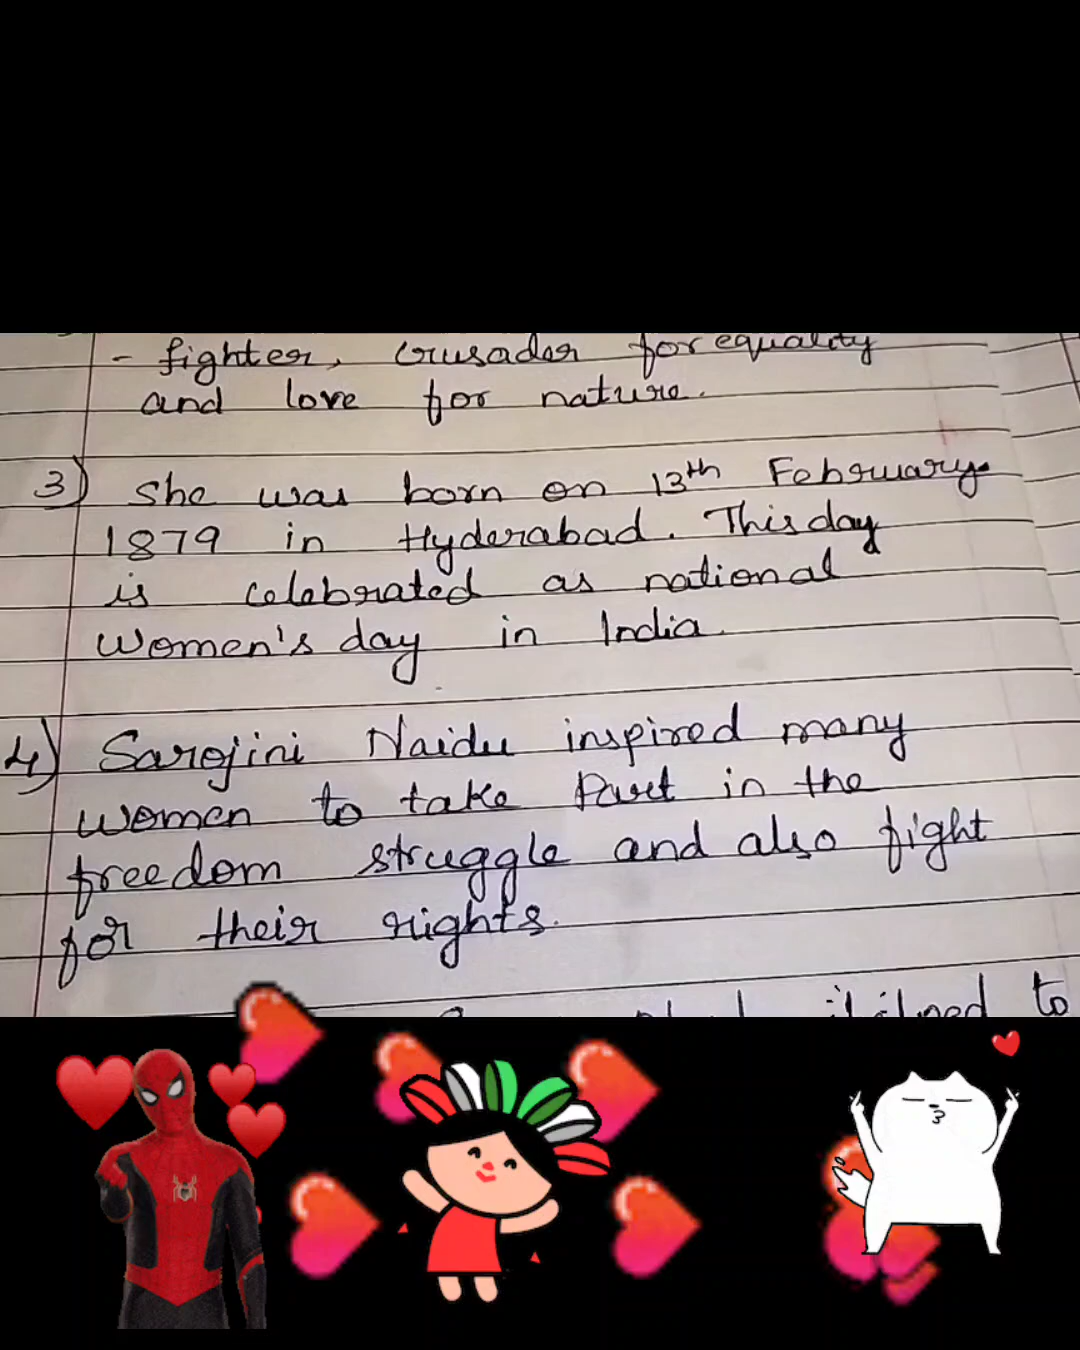 - fighter, crusader for equality
and love for nature.
3) She was born on 13th February
1879 in Hyderabad. This day
is celebrated as national
women's day in India.
4) Sarojini Naidu inspired many
women to take Part in the
freedom struggle and also fight
for their rights.
to